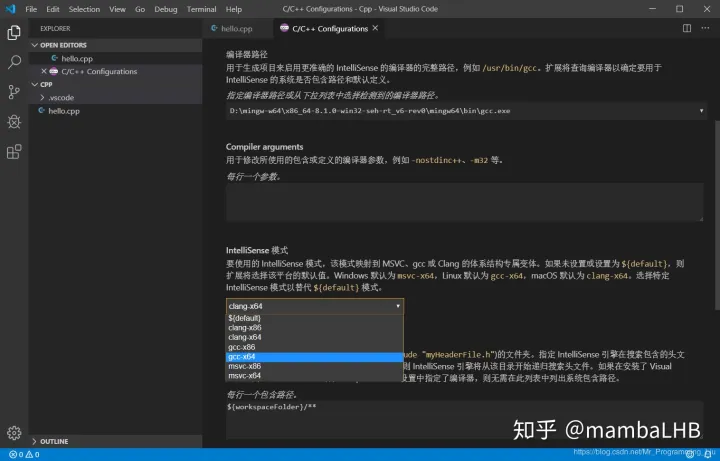 File Edit Selection View Go Debug Terminal Help
C/C++ Configurations - Cpp - Visual Studio Code
EXPLORER
OPEN EDITORS
hello.cpp
C/C++ Configurations
CPP
.vscode
hello.cpp
OUTLINE
hello.cpp
C/C++ Configurations
编译器路径
用于生成项目来启用更准确的 IntelliSense 的编译器的完整路径，例如 /usr/bin/gcc。扩展将查询编译器以确定要用于
IntelliSense 的系统是否包含路径和默认定义。
指定编译器路径或从下拉列表中选择检测到的编译器路径。
D:\mingw-w64\x86_64-8.1.0-win32-seh-rt_v6-rev0\mingw64\bin\gcc.exe
Compiler arguments
用于修改所使用的包含或定义的编译器参数，例如 -nostdinc++、-m32 等。
每行一个参数。
IntelliSense 模式
要使用的 IntelliSense 模式，该模式映射到 MSVC、gcc 或 Clang 的体系结构专属变体。如果未设置或设置为 ${default}，则
扩展将选择该平台的默认值。Windows 默认为 msvc-x64，Linux 默认为 gcc-x64，macOS 默认为 clang-x64。选择特定
IntelliSense 模式以替代 ${default} 模式。
clang-x64
${default}
clang-x86
clang-x64
gcc-x86
gcc-x64
msvc-x86
msvc-x64
ude "myHeaderFile.h")的文件夹。指定 IntelliSense 引擎在搜索包含的头文
则 IntelliSense 引擎将从该目录开始递归搜索头文件。如果在安装了 Visual
设置中指定了编译器，则无需在此列表中列出系统包含路径。
每行一个包含路径。
${workspaceFolder}/**
知乎 @mambaLHB
0 0